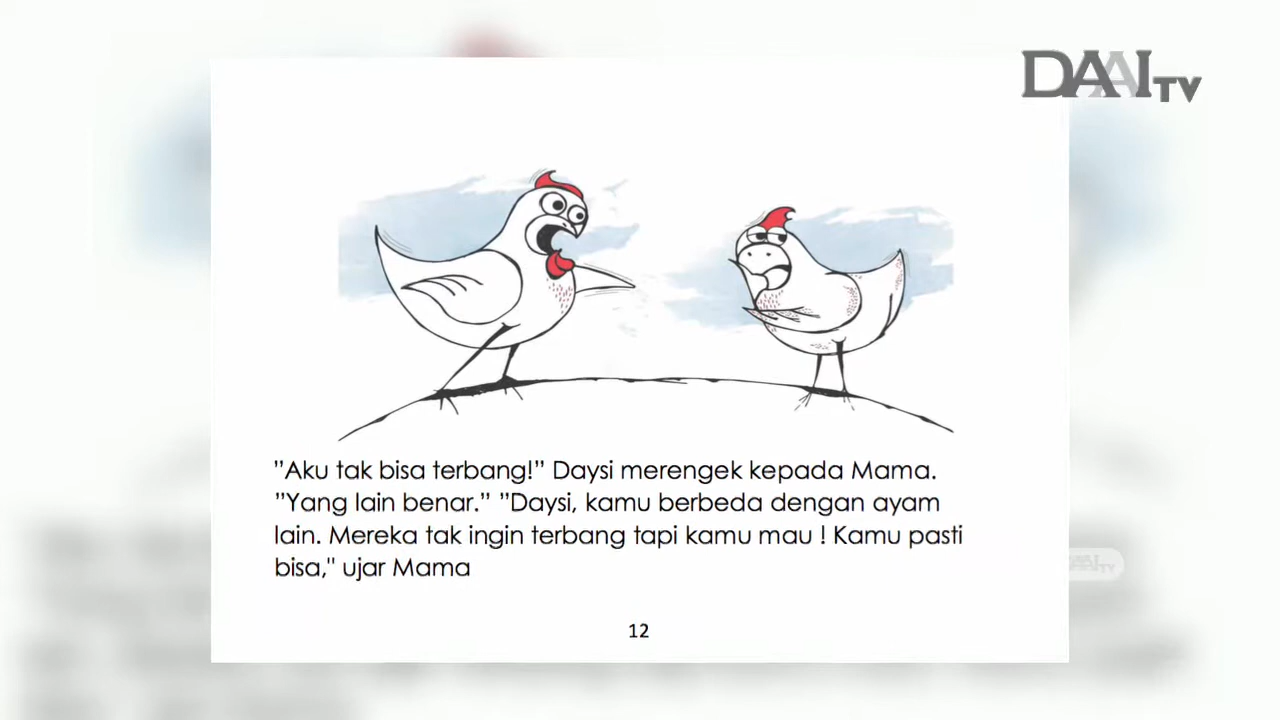 DAAI TV
"Aku tak bisa terbang!" Daysi merengek kepada Mama.
"Yang lain benar." "Daysi, kamu berbeda dengan ayam
lain. Mereka tak ingin terbang tapi kamu mau ! Kamu pasti
bisa," ujar Mama
12